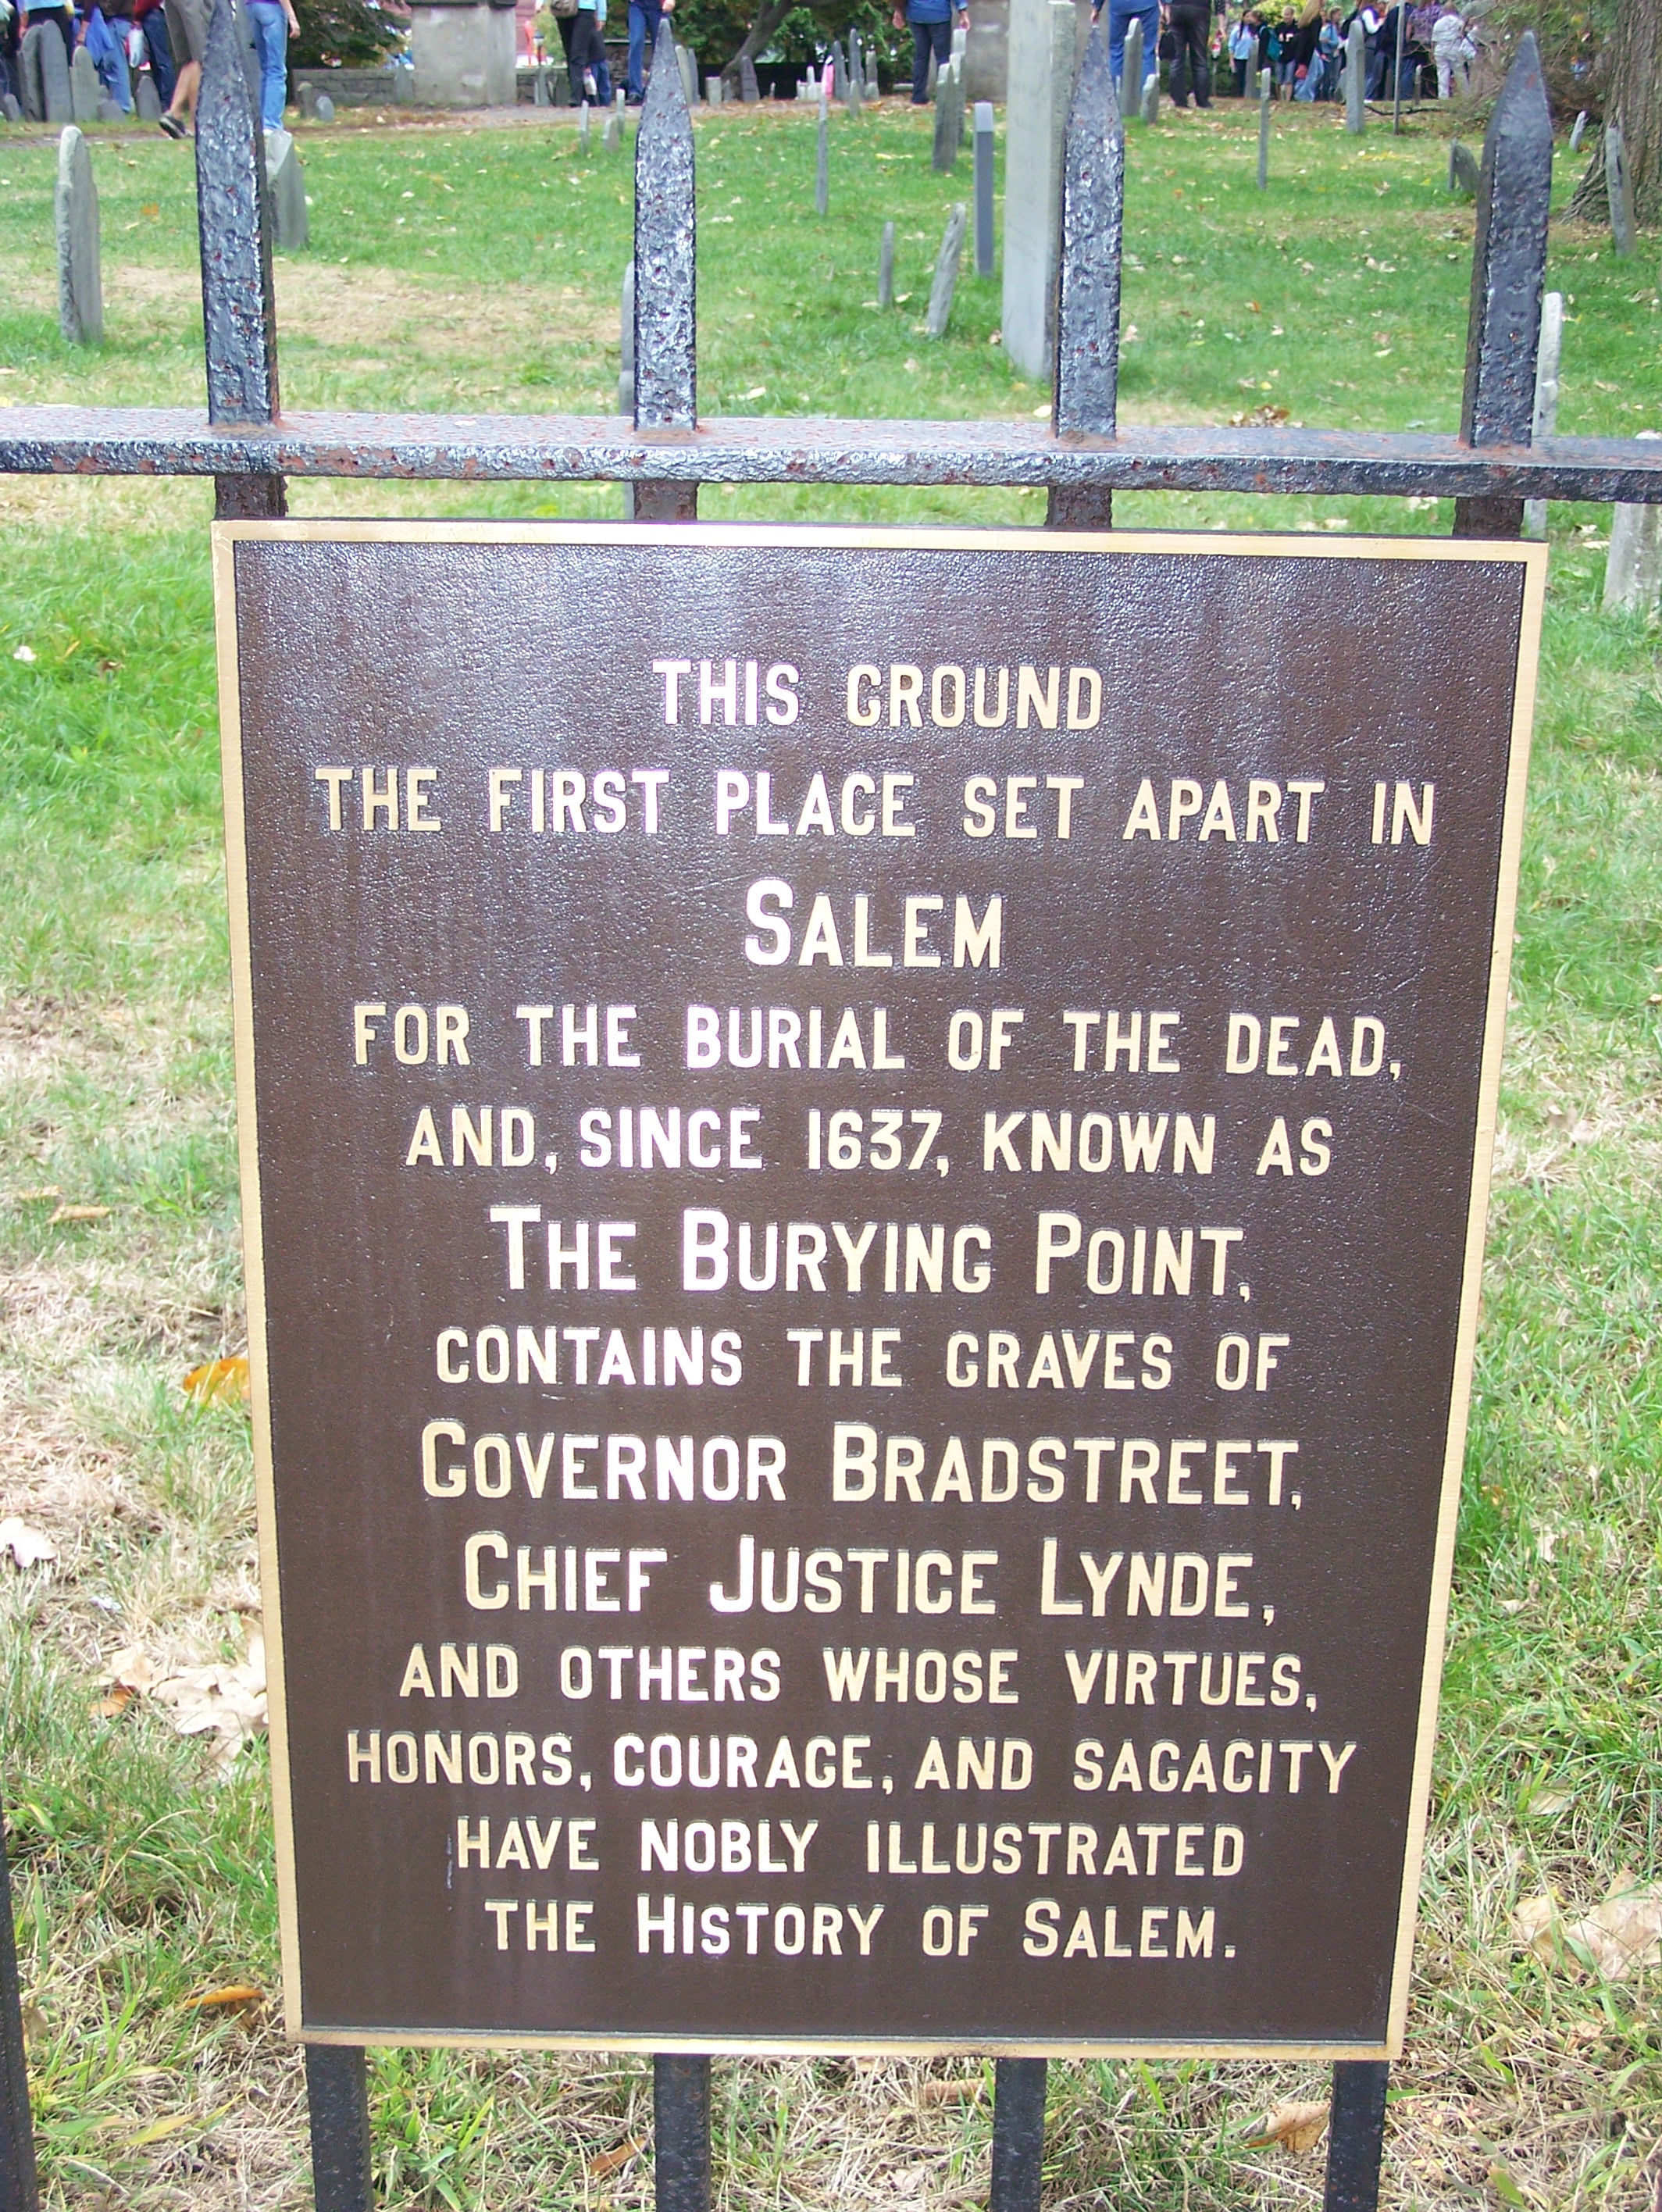 THIS GROUND
THE FIRST PLACE SET APART IN
SALEM
FOR THE BURIAL OF THE DEAD,
AND, SINCE 1637, KNOWN AS
THE BURYING POINT,
CONTAINS THE GRAVES OF
GOVERNOR BRADSTREET,
CHIEF JUSTICE LYNDE,
AND OTHERS WHOSE VIRTUES,
HONORS, COURAGE, AND SAGACITY
HAVE NOBLY ILLUSTRATED
THE HISTORY OF SALEM.